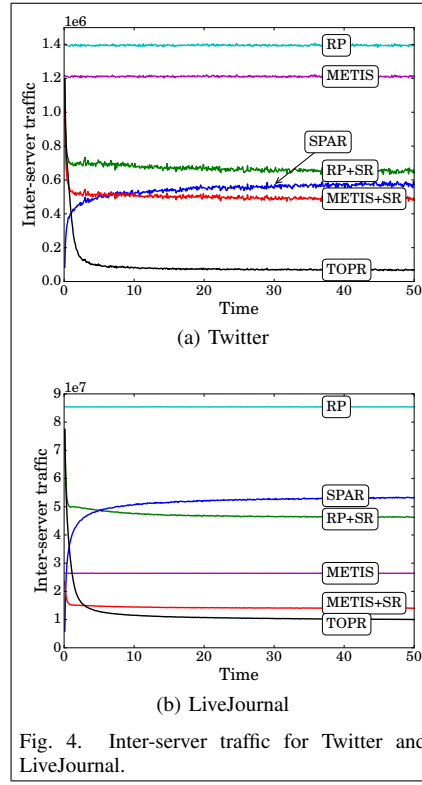 1e6
1.4
1.2
1.0
0.8
0.6
0.4
0.2
0.0
Inter-server traffic
RP
METIS
SPAR
RP+SR
METIS+SR
TOPR
0 10 20 30 40 50
Time
(a) Twitter
1e7
9
8
7
6
5
4
3
2
1
0
Inter-server traffic
RP
SPAR
RP+SR
METIS
METIS+SR
TOPR
0 10 20 30 40 50
Time
(b) LiveJournal
Fig. 4. Inter-server traffic for Twitter and
LiveJournal.